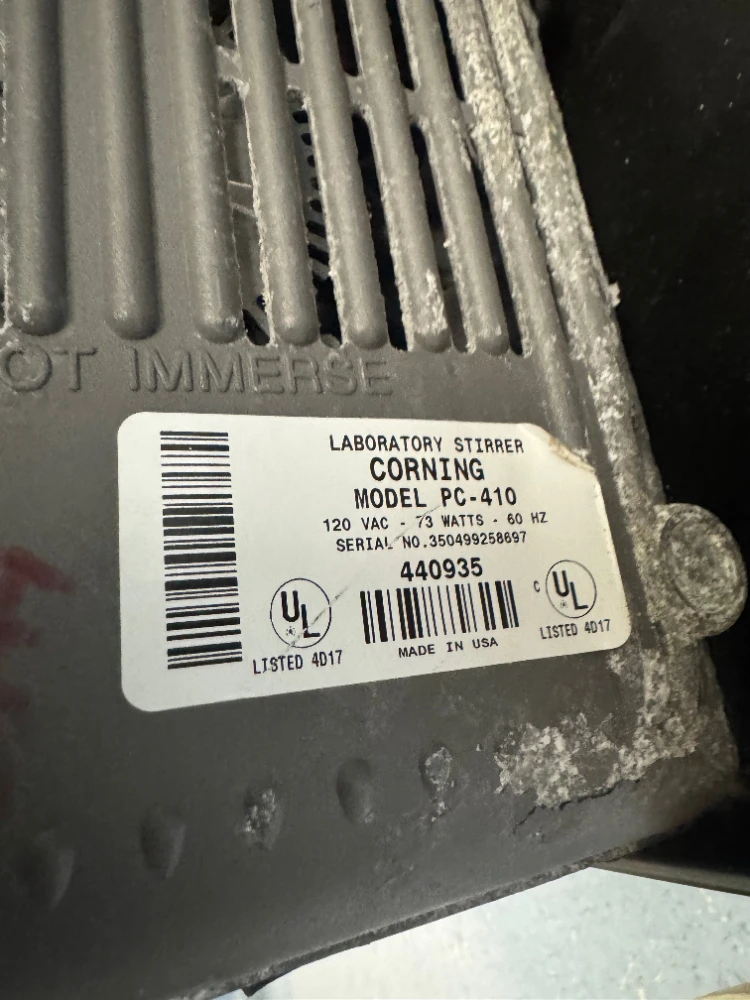 OT IMMERSE
LABORATORY STIRRER
CORNING
MODEL PC-410
120 VAC - 73 WATTS - 60 HZ
SERIAL NO.350499258697
440935
UL
LISTED 4D17
MADE IN USA
C UL
LISTED 4D17